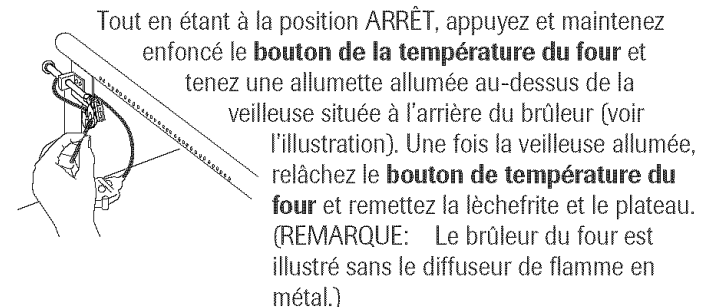 Tout en étant à la position ARRÊT, appuyez et maintenez
enfoncé le bouton de la température du four et
tenez une allumette allumée au-dessus de la
veilleuse située à l'arrière du brûleur (voir
l'illustration). Une fois la veilleuse allumée,
relâchez le bouton de température du
four et remettez la lèchefrite et le plateau.
(REMARQUE: Le brûleur du four est
illustré sans le diffuseur de flamme en
métal.)